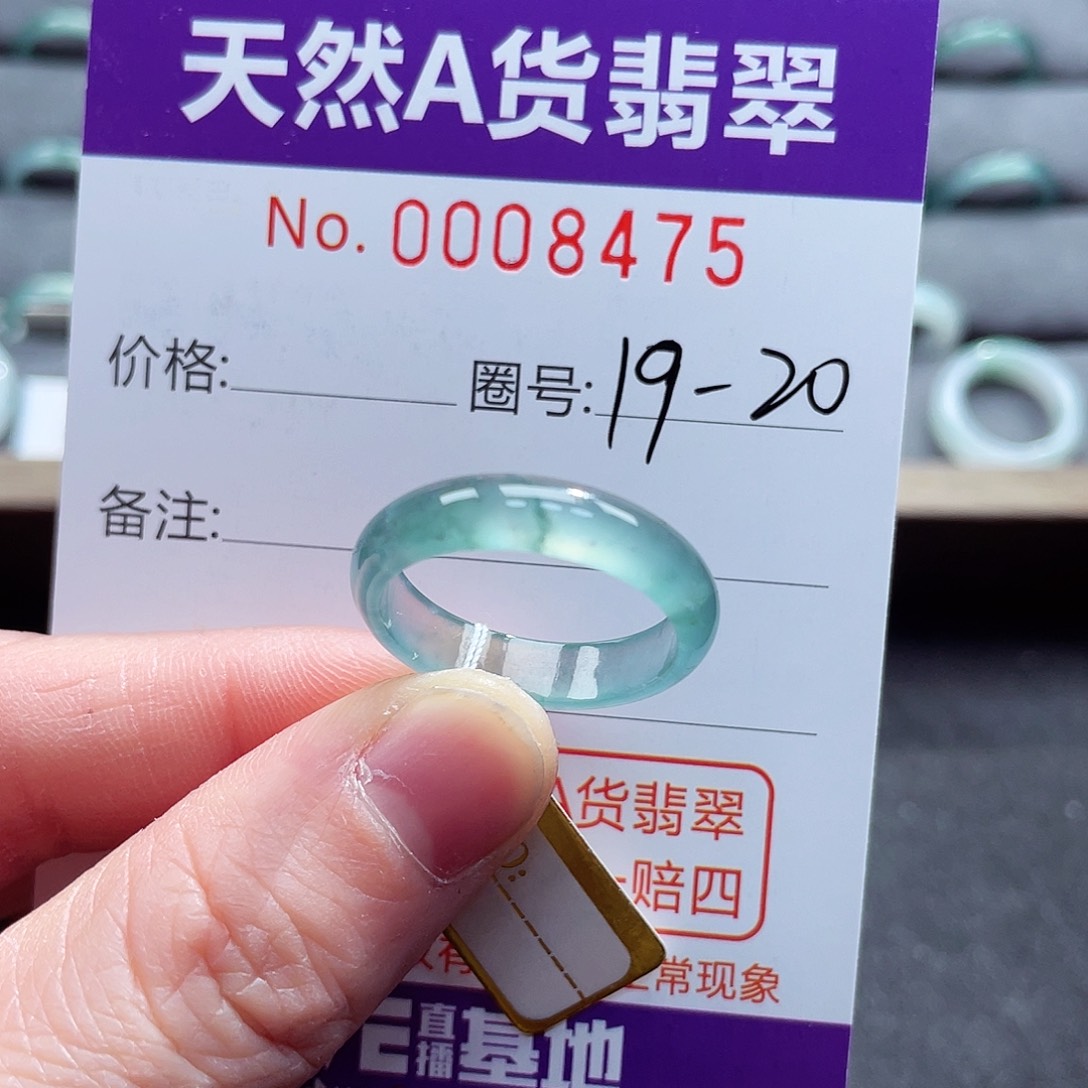 天然A货翡翠
No. 0008475
价格: 圈号: 19-20
备注:
A货翡翠
一赔四
常现象
直播基地